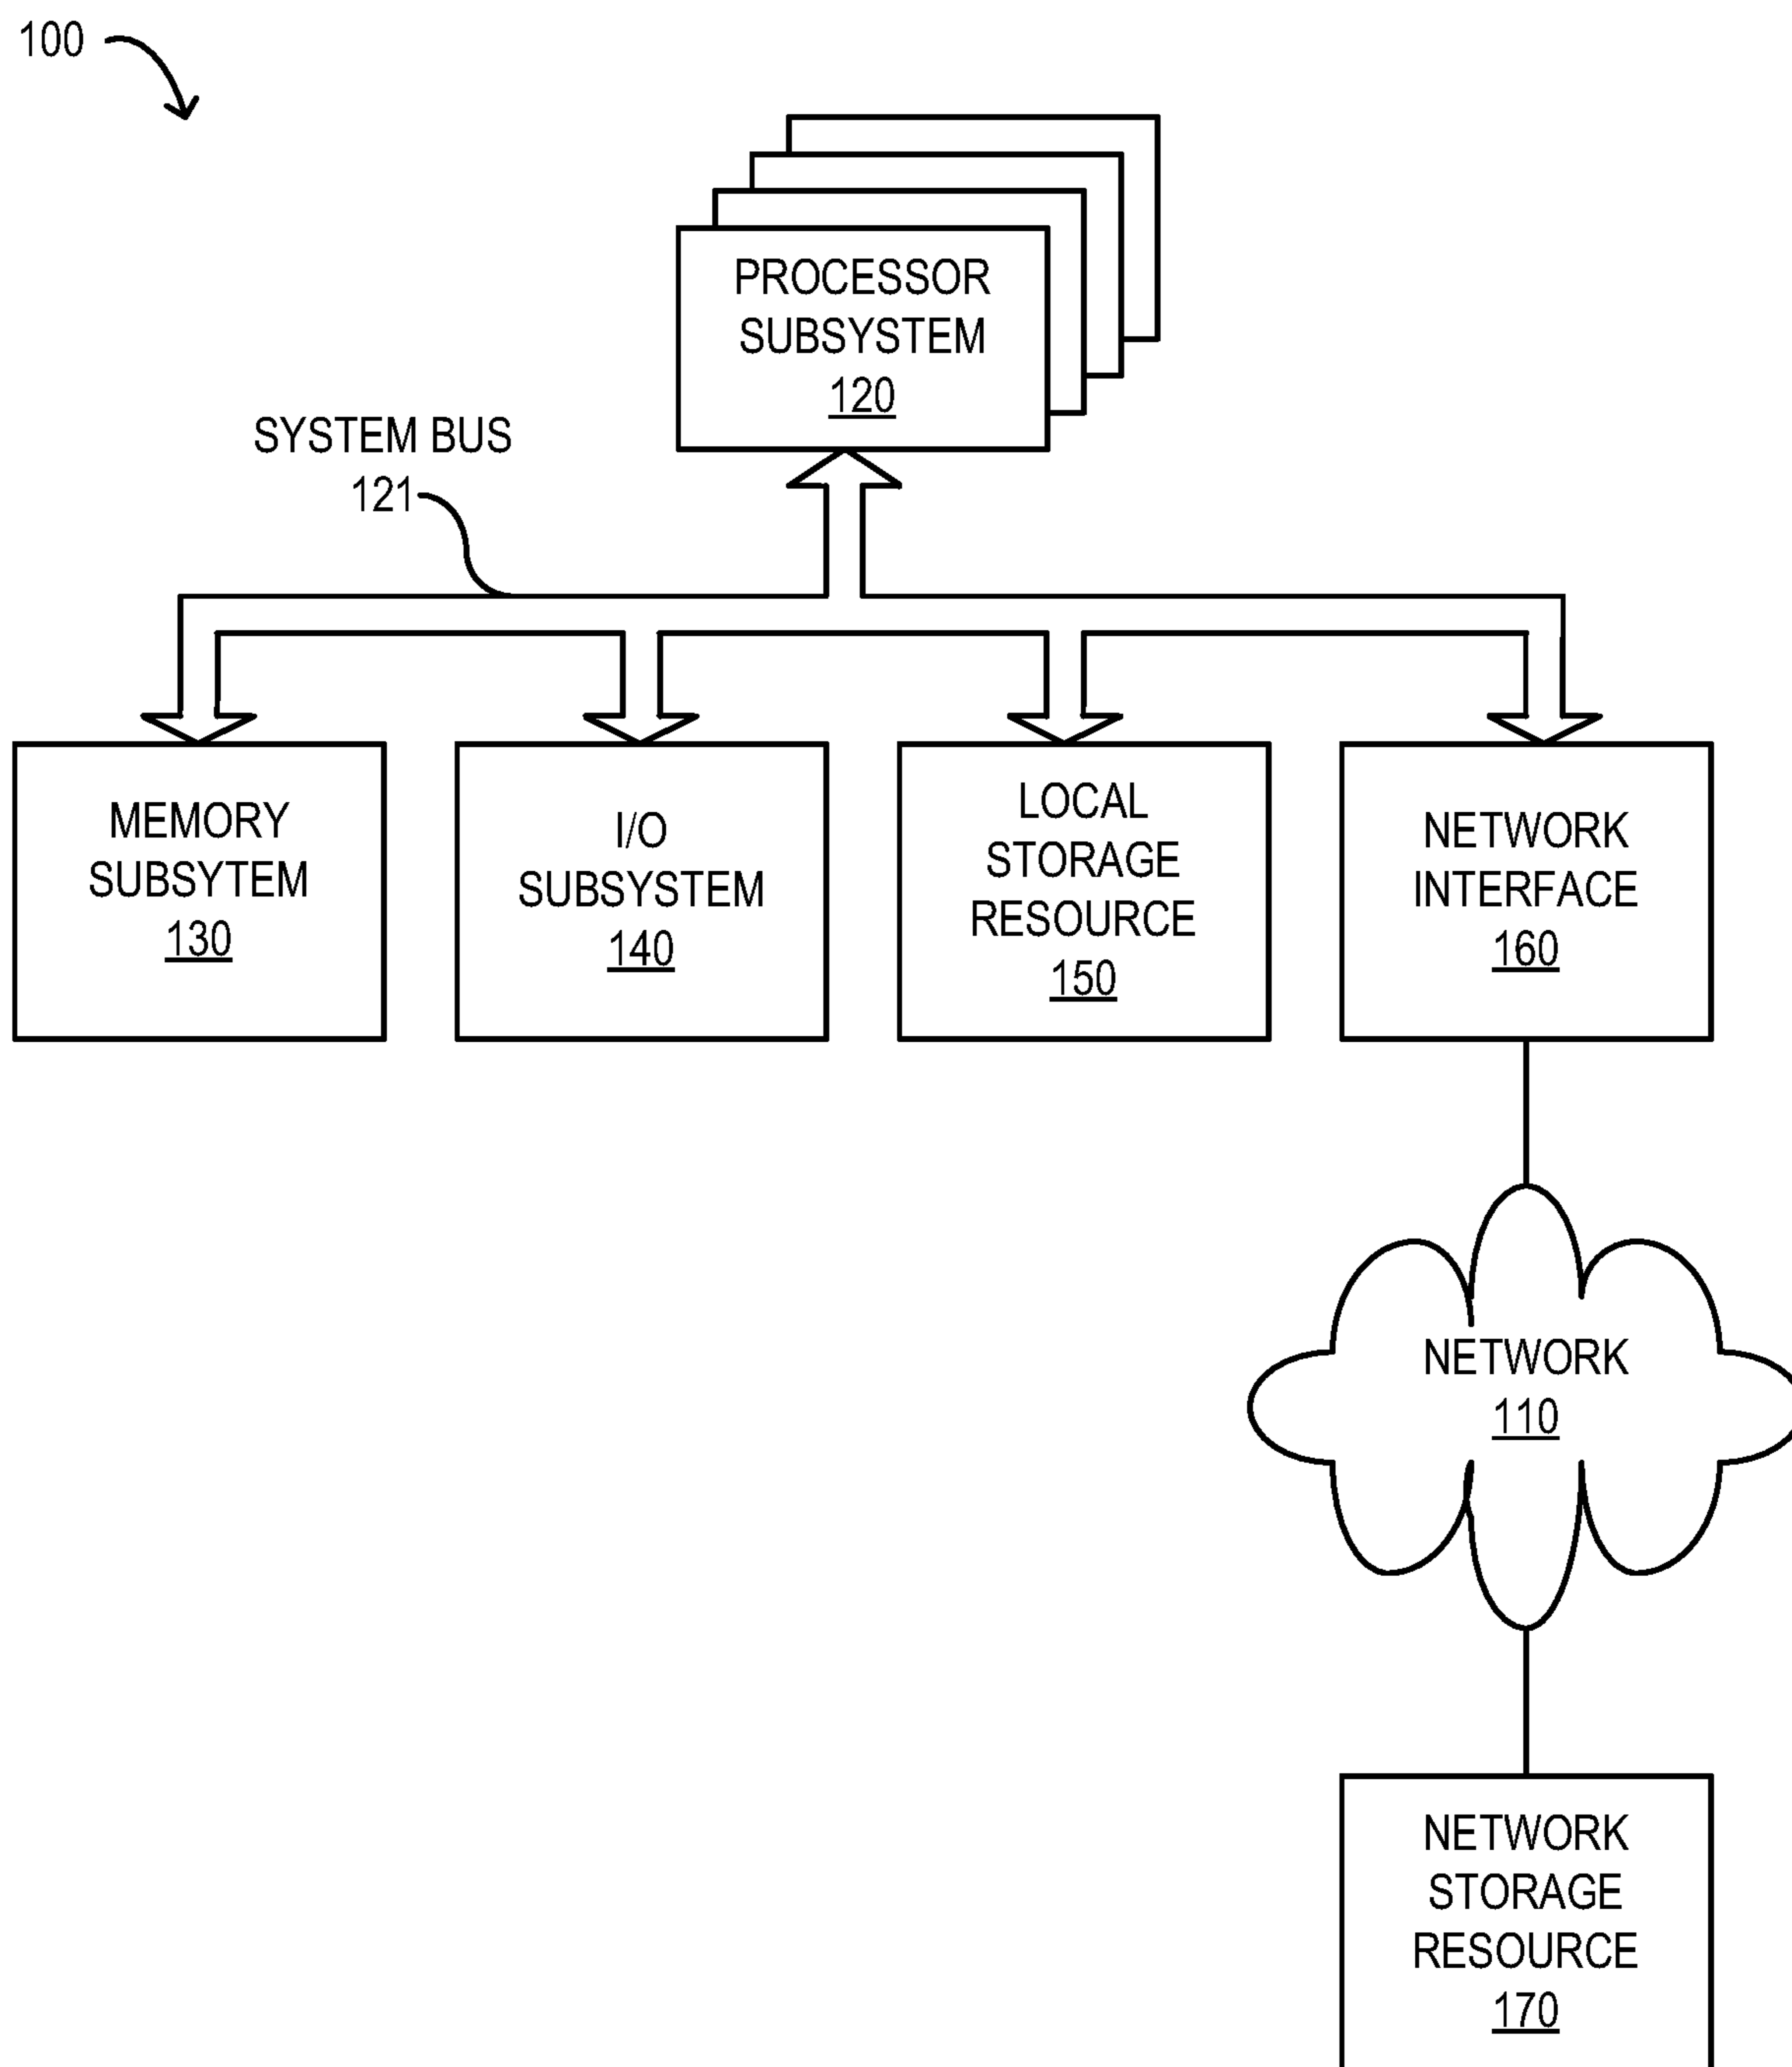 100
PROCESSOR
SUBSYSTEM
120
SYSTEM BUS
121
MEMORY
SUBSYTEM
130
I/O
SUBSYSTEM
140
LOCAL
STORAGE
RESOURCE
150
NETWORK
INTERFACE
160
NETWORK
110
NETWORK
STORAGE
RESOURCE
170